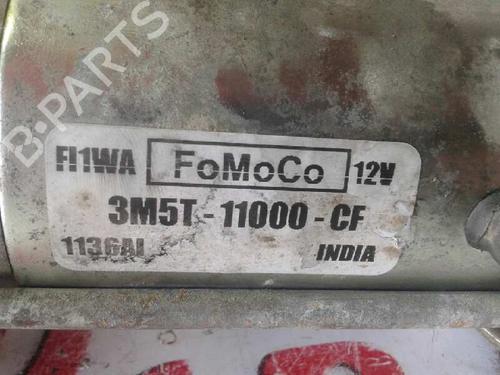 B-PARTS
FI1WA FoMoCo 12V
3M5T-11000-CF
1136AI INDIA